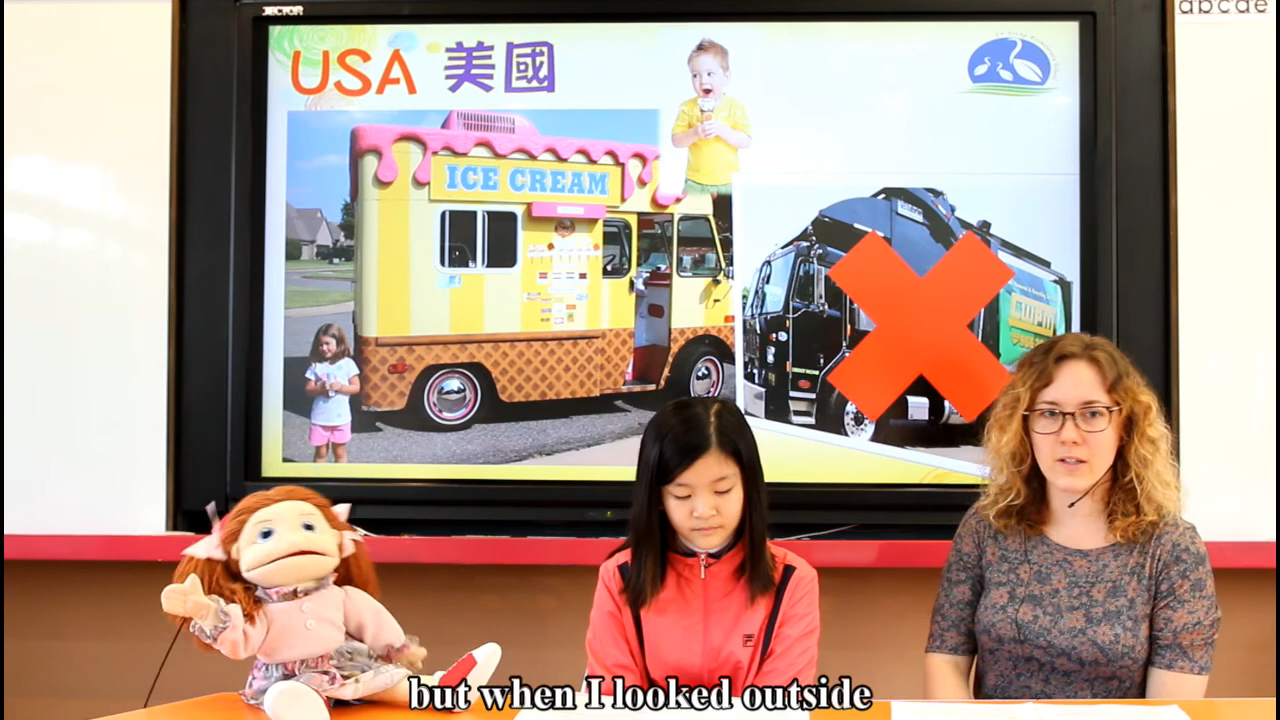 JECTOR
abcde
USA 美國
ICE CREAM
but when I looked outside